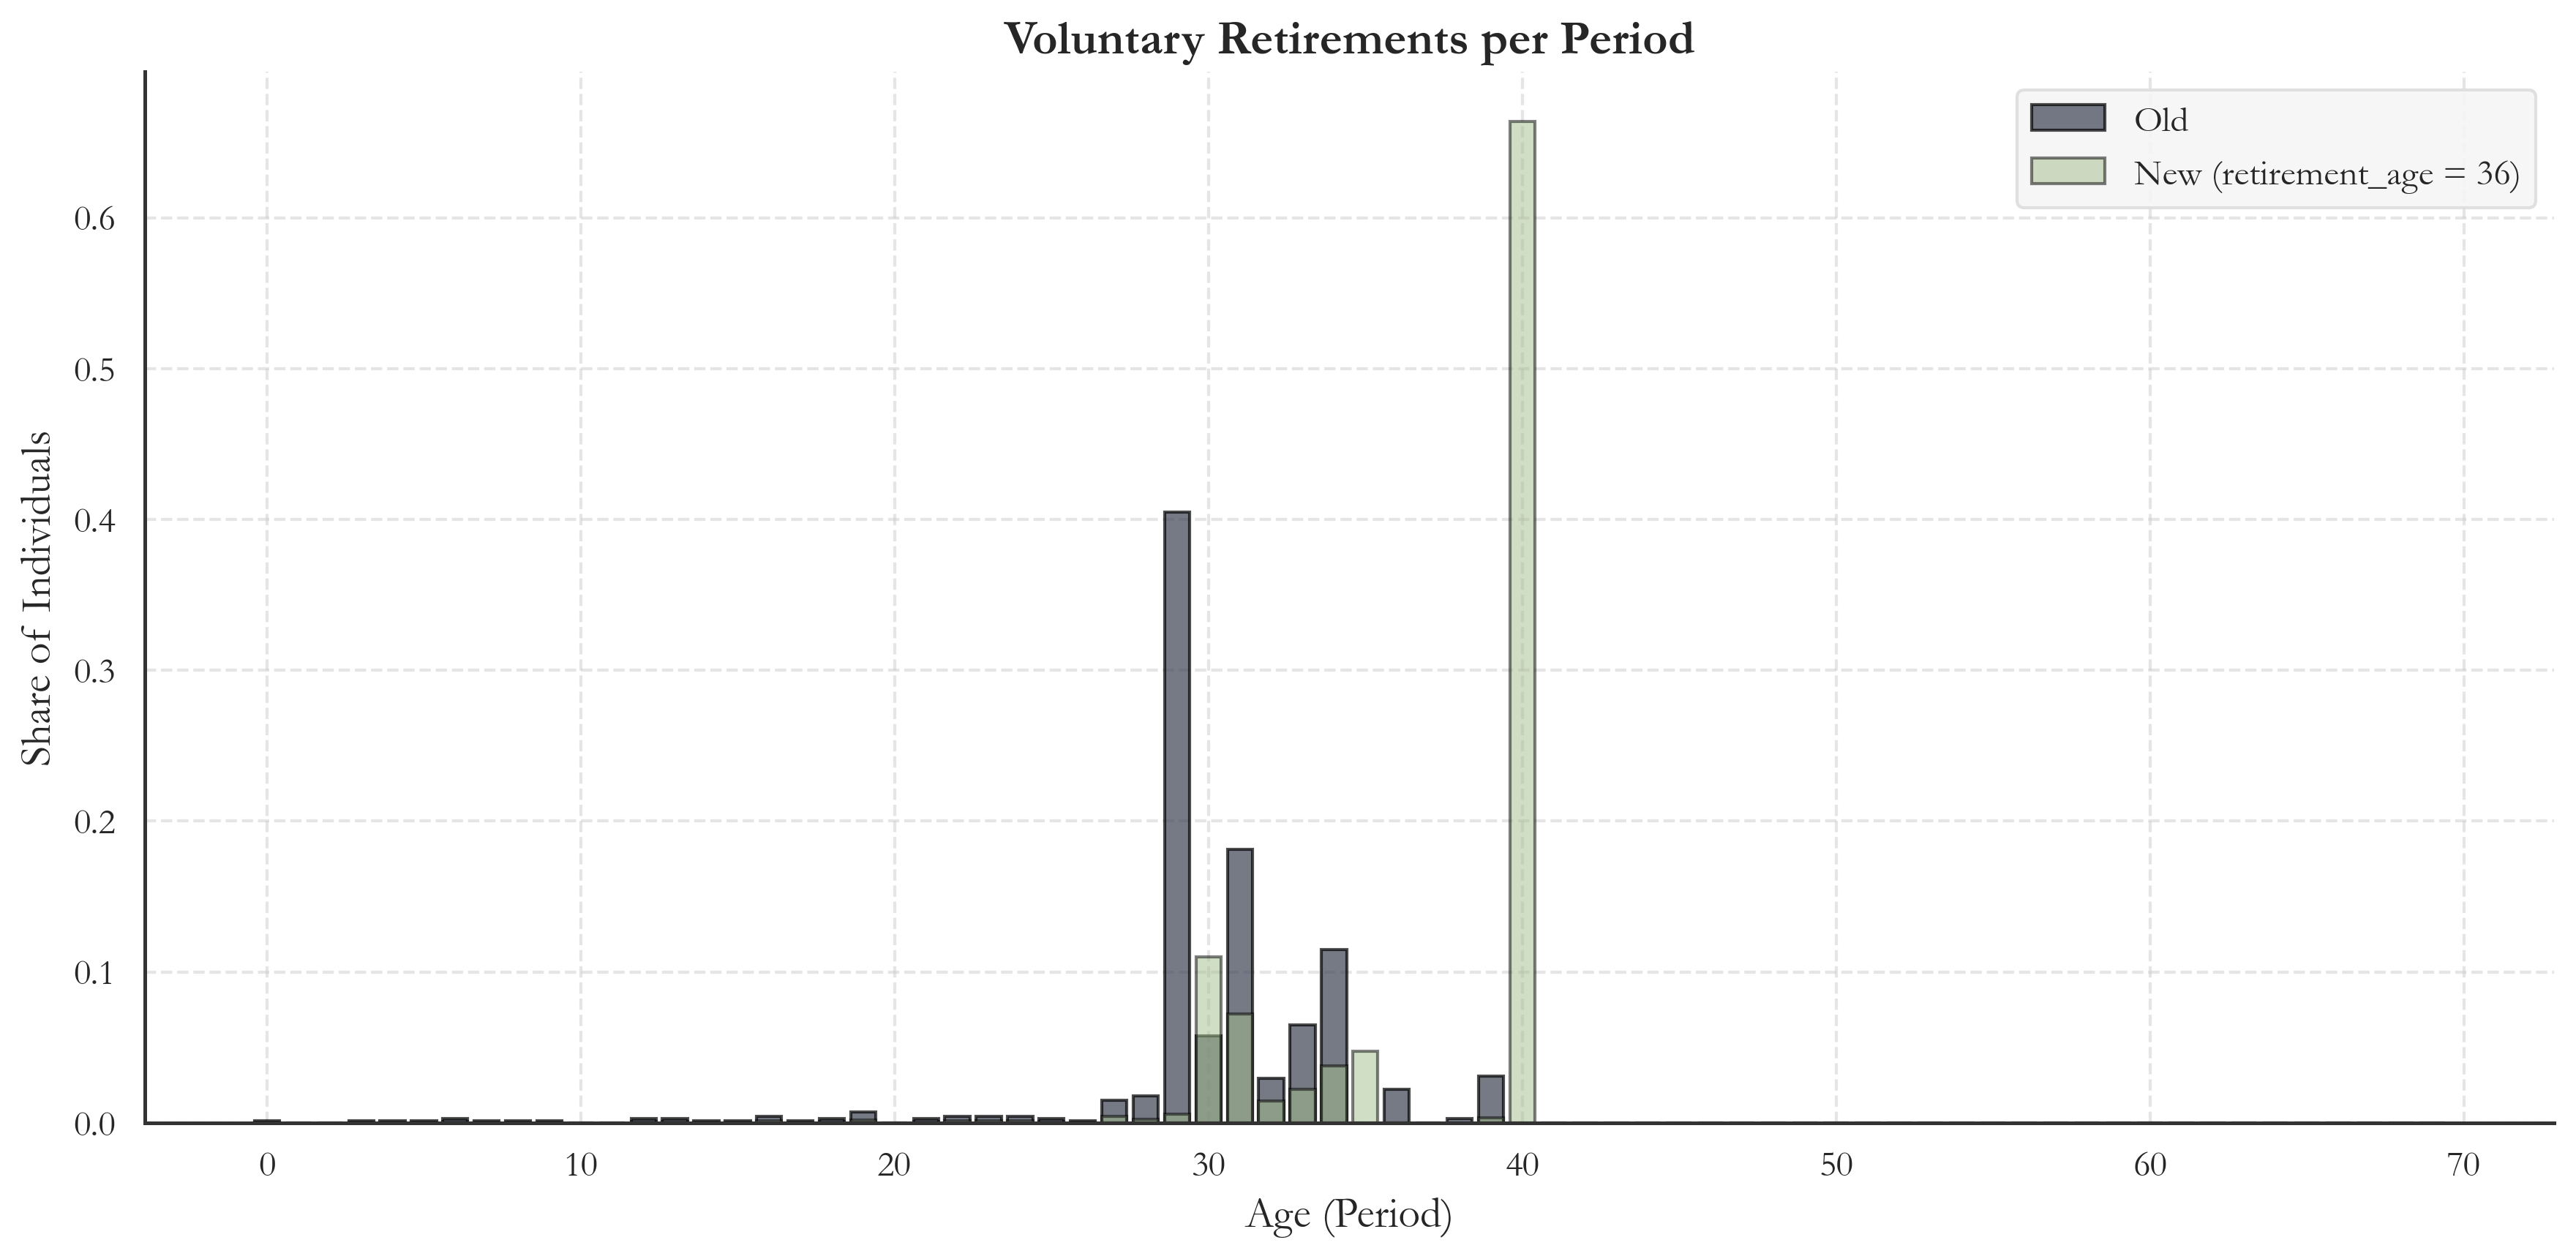 Voluntary Retirements per Period
Old
New (retirement_age = 36)
Share of Individuals
0.6
0.5
0.4
0.3
0.2
0.1
0.0
0 10 20 30 40 50 60 70
Age (Period)